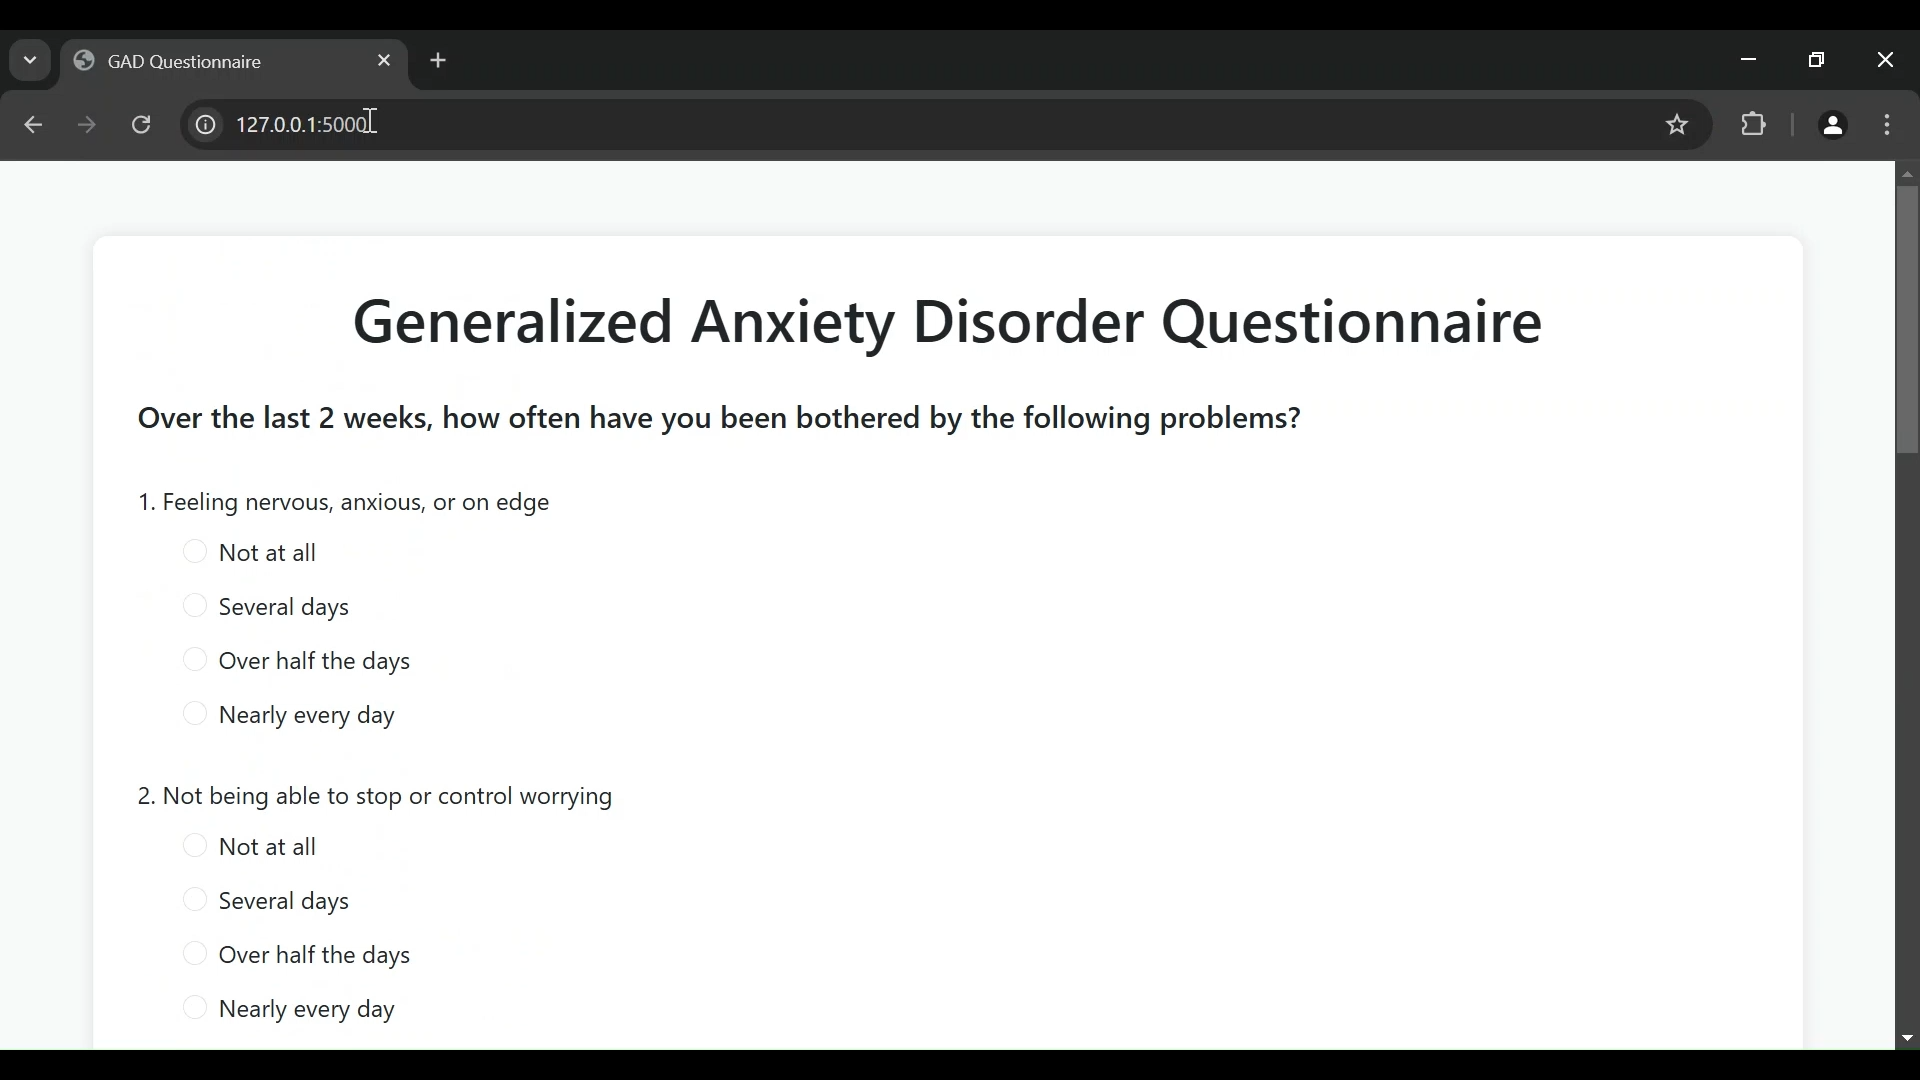 GAD Questionnaire
127.0.0.1:5000
Generalized Anxiety Disorder Questionnaire
Over the last 2 weeks, how often have you been bothered by the following problems?
1. Feeling nervous, anxious, or on edge
Not at all
Several days
Over half the days
Nearly every day
2. Not being able to stop or control worrying
Not at all
Several days
Over half the days
Nearly every day